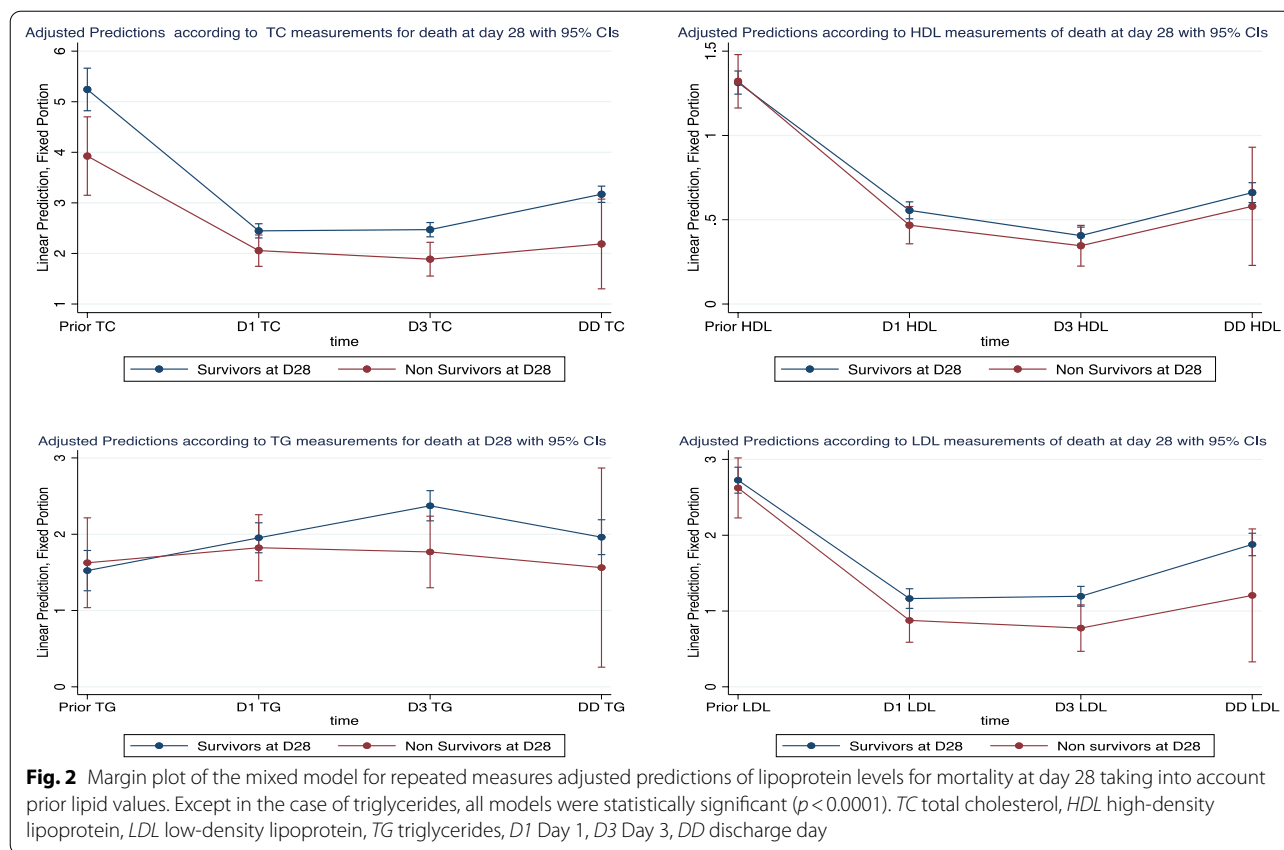 Adjusted Predictions according to TC measurements for death at day 28 with 95% CIs
Linear Prediction, Fixed Portion
6
5
4
3
2
1
Prior TC D1 TC D3 TC DD TC
time
Survivors at D28 Non Survivors at D28
Adjusted Predictions according to HDL measurements of death at day 28 with 95% CIs
Linear Prediction, Fixed Portion
1.5
1
.5
0
Prior HDL D1 HDL D3 HDL DD HDL
time
Survivors at D28 Non Survivors at D28
Adjusted Predictions according to TG measurements for death at D28 with 95% CIs
Linear Prediction, Fixed Portion
3
2
1
0
Prior TG D1 TG D3 TG DD TG
time
Survivors at D28 Non Survivors at D28
Adjusted Predictions according to LDL measurements of death at day 28 with 95% CIs
Linear Prediction, Fixed Portion
3
2
1
0
Prior LDL D1 LDL D3 LDL DD LDL
time
Survivors at D28 Non survivors at D28
Fig. 2 Margin plot of the mixed model for repeated measures adjusted predictions of lipoprotein levels for mortality at day 28 taking into account
prior lipid values. Except in the case of triglycerides, all models were statistically significant (p < 0.0001). TC total cholesterol, HDL high-density
lipoprotein, LDL low-density lipoprotein, TG triglycerides, D1 Day 1, D3 Day 3, DD discharge day